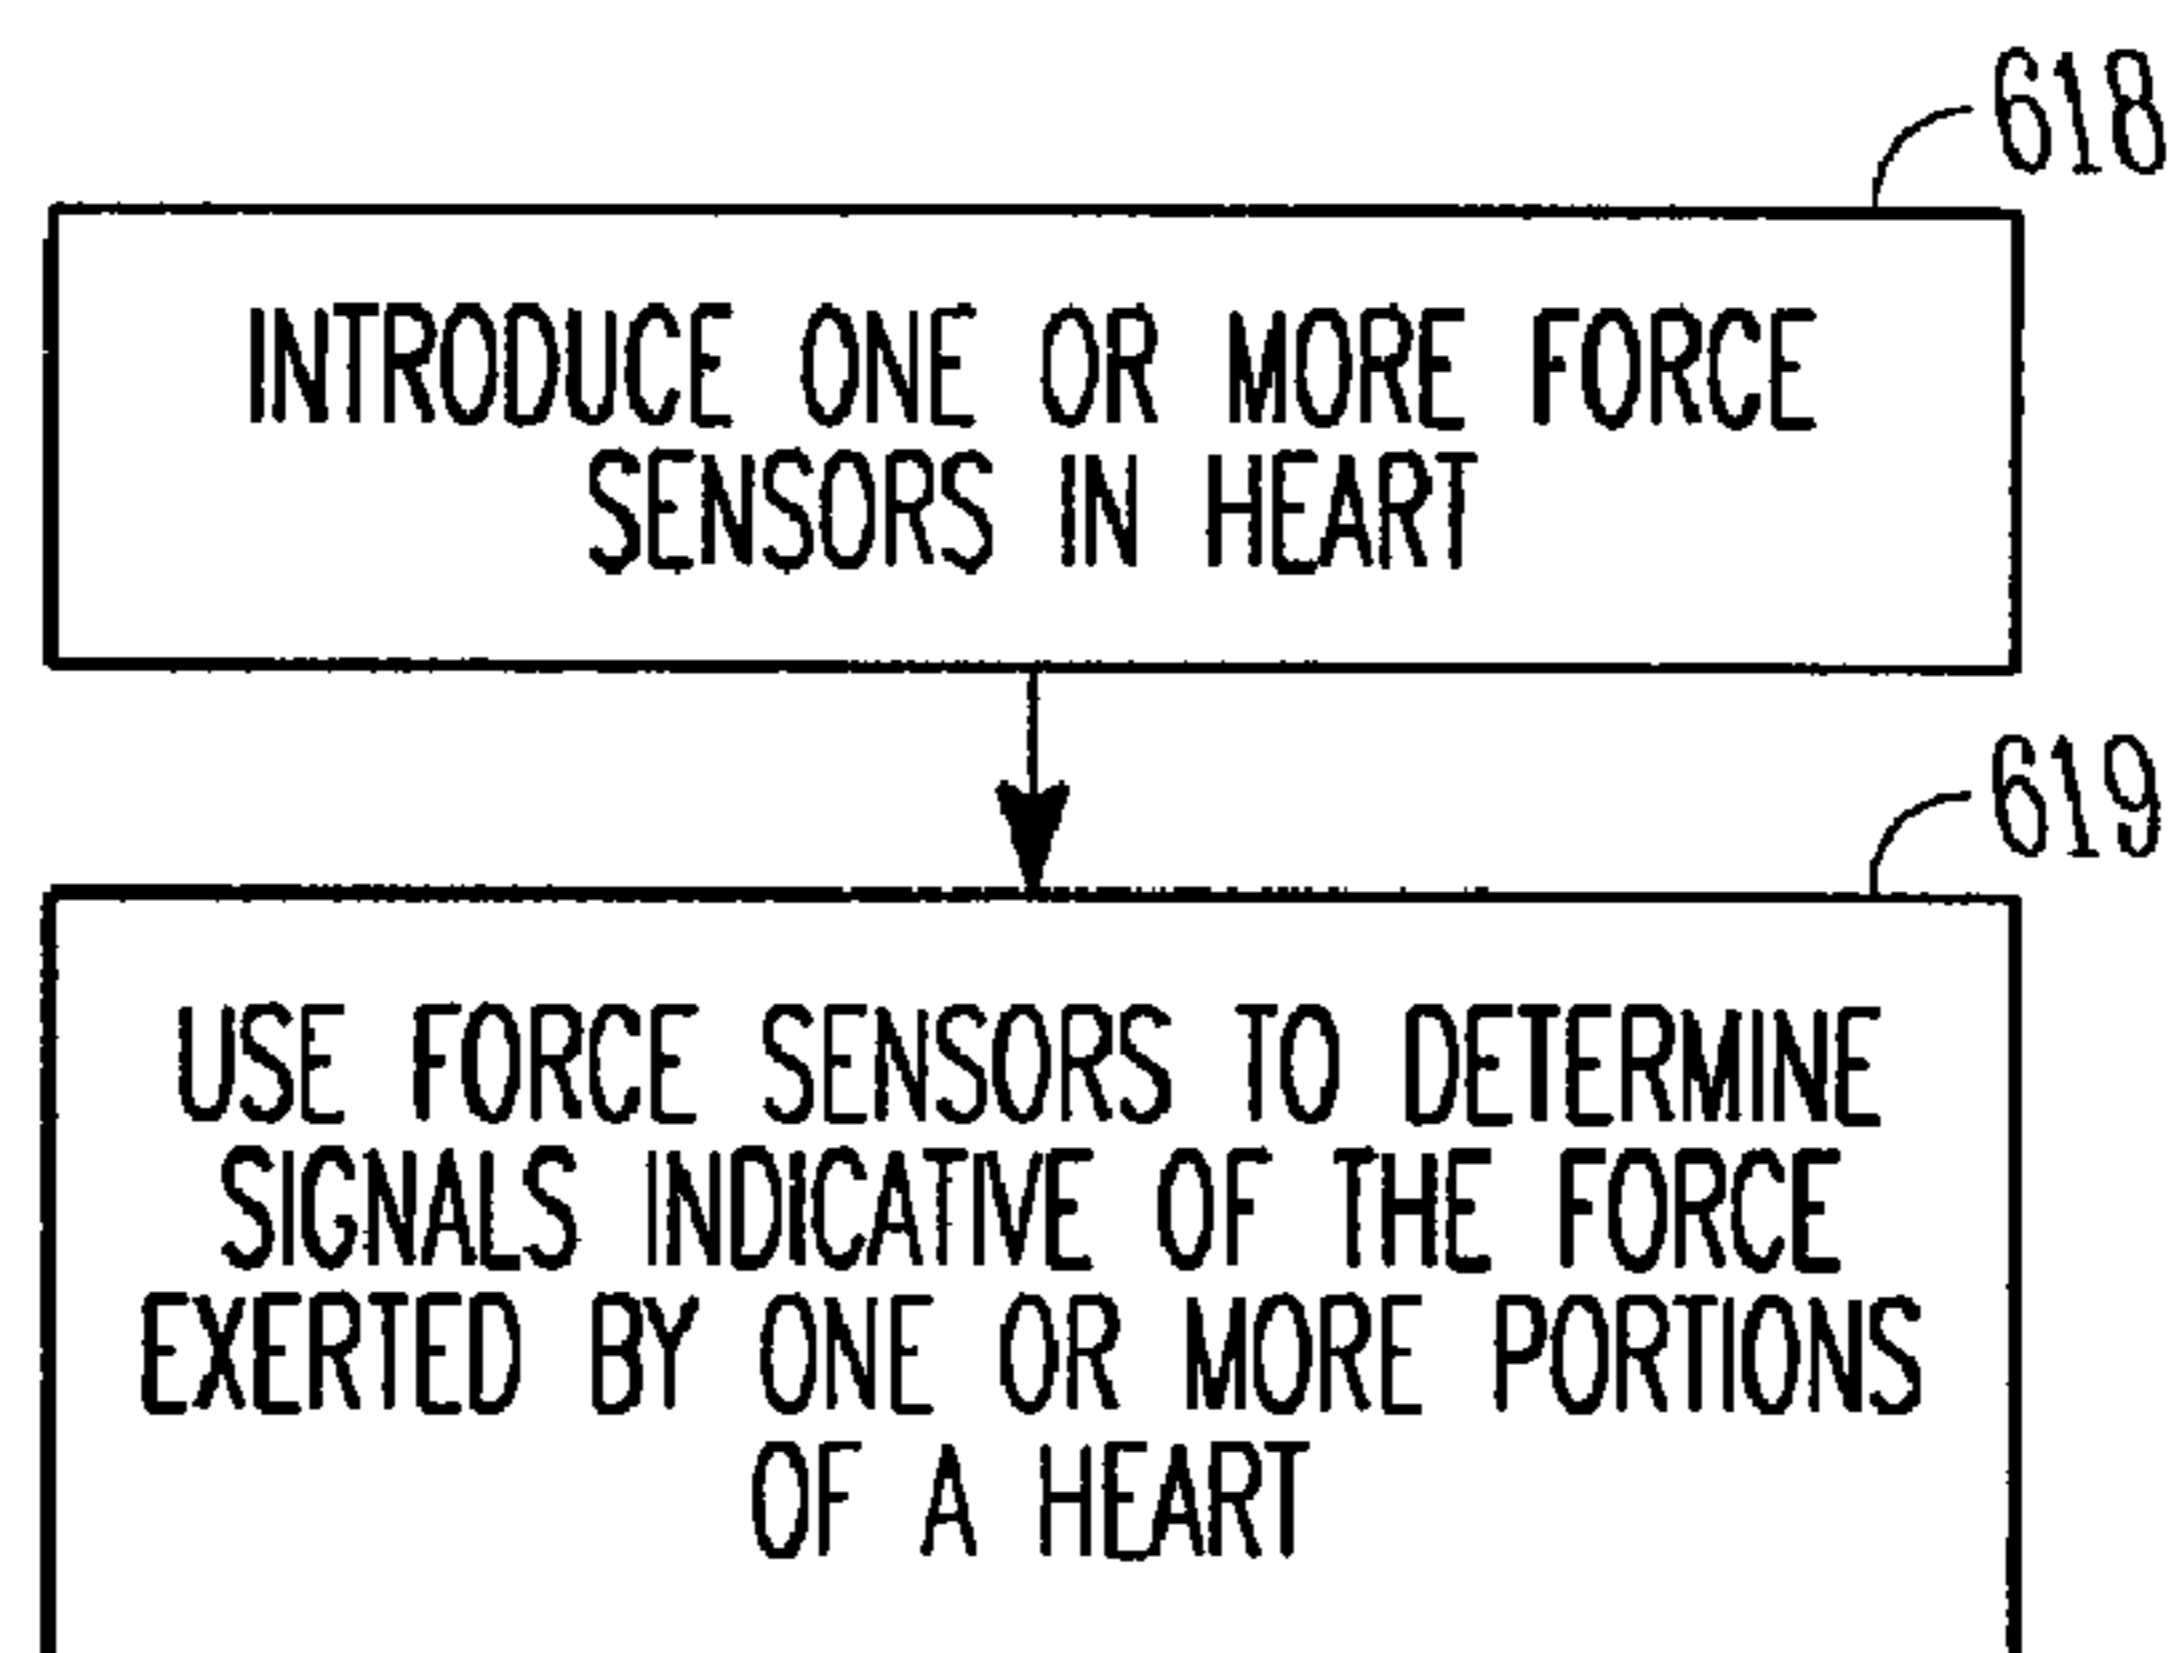 618
INTRODUCE ONE OR MORE FORCE
SENSORS IN HEART
619
USE FORCE SENSORS TO DETERMINE
SIGNALS INDICATIVE OF THE FORCE
EXERTED BY ONE OR MORE PORTIONS
OF A HEART